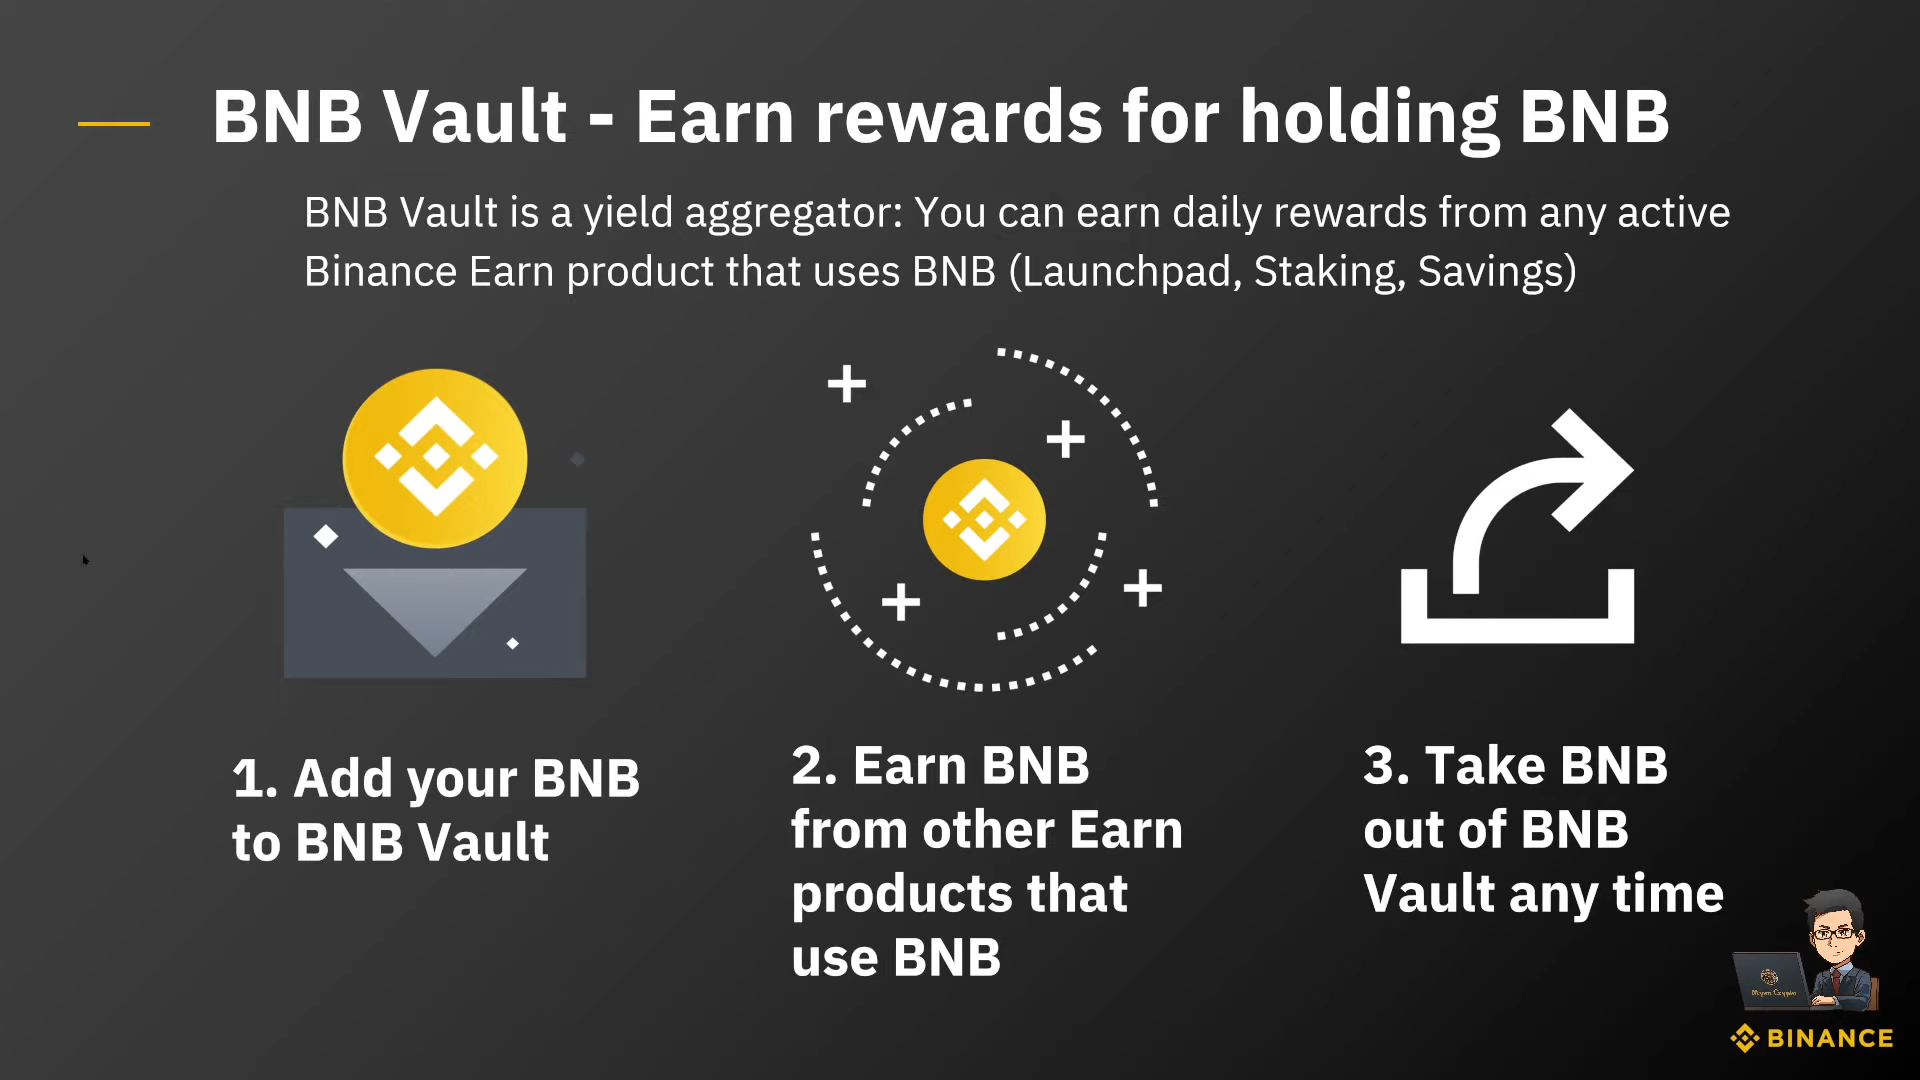 BNB Vault - Earn rewards for holding BNB
BNB Vault is a yield aggregator: You can earn daily rewards from any active
Binance Earn product that uses BNB (Launchpad, Staking, Savings)
1. Add your BNB
to BNB Vault
2. Earn BNB
from other Earn
products that
use BNB
3. Take BNB
out of BNB
Vault any time
BINANCE